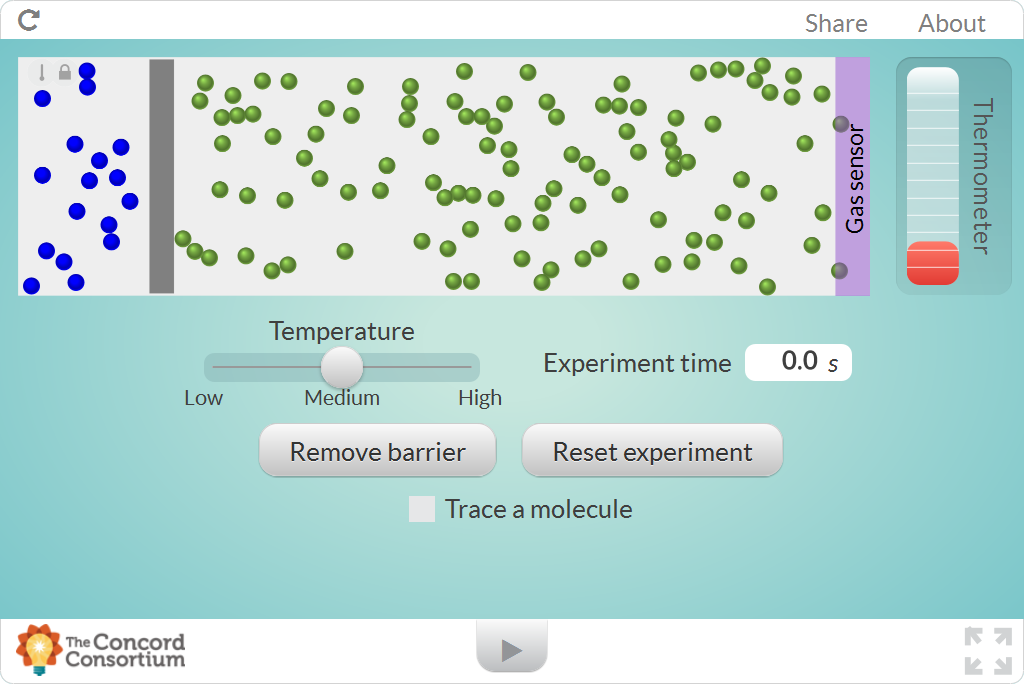 Share About
Gas sensor
Thermometer
Temperature
Low Medium High
Experiment time 0.0 s
Remove barrier Reset experiment
Trace a molecule
The Concord
Consortium